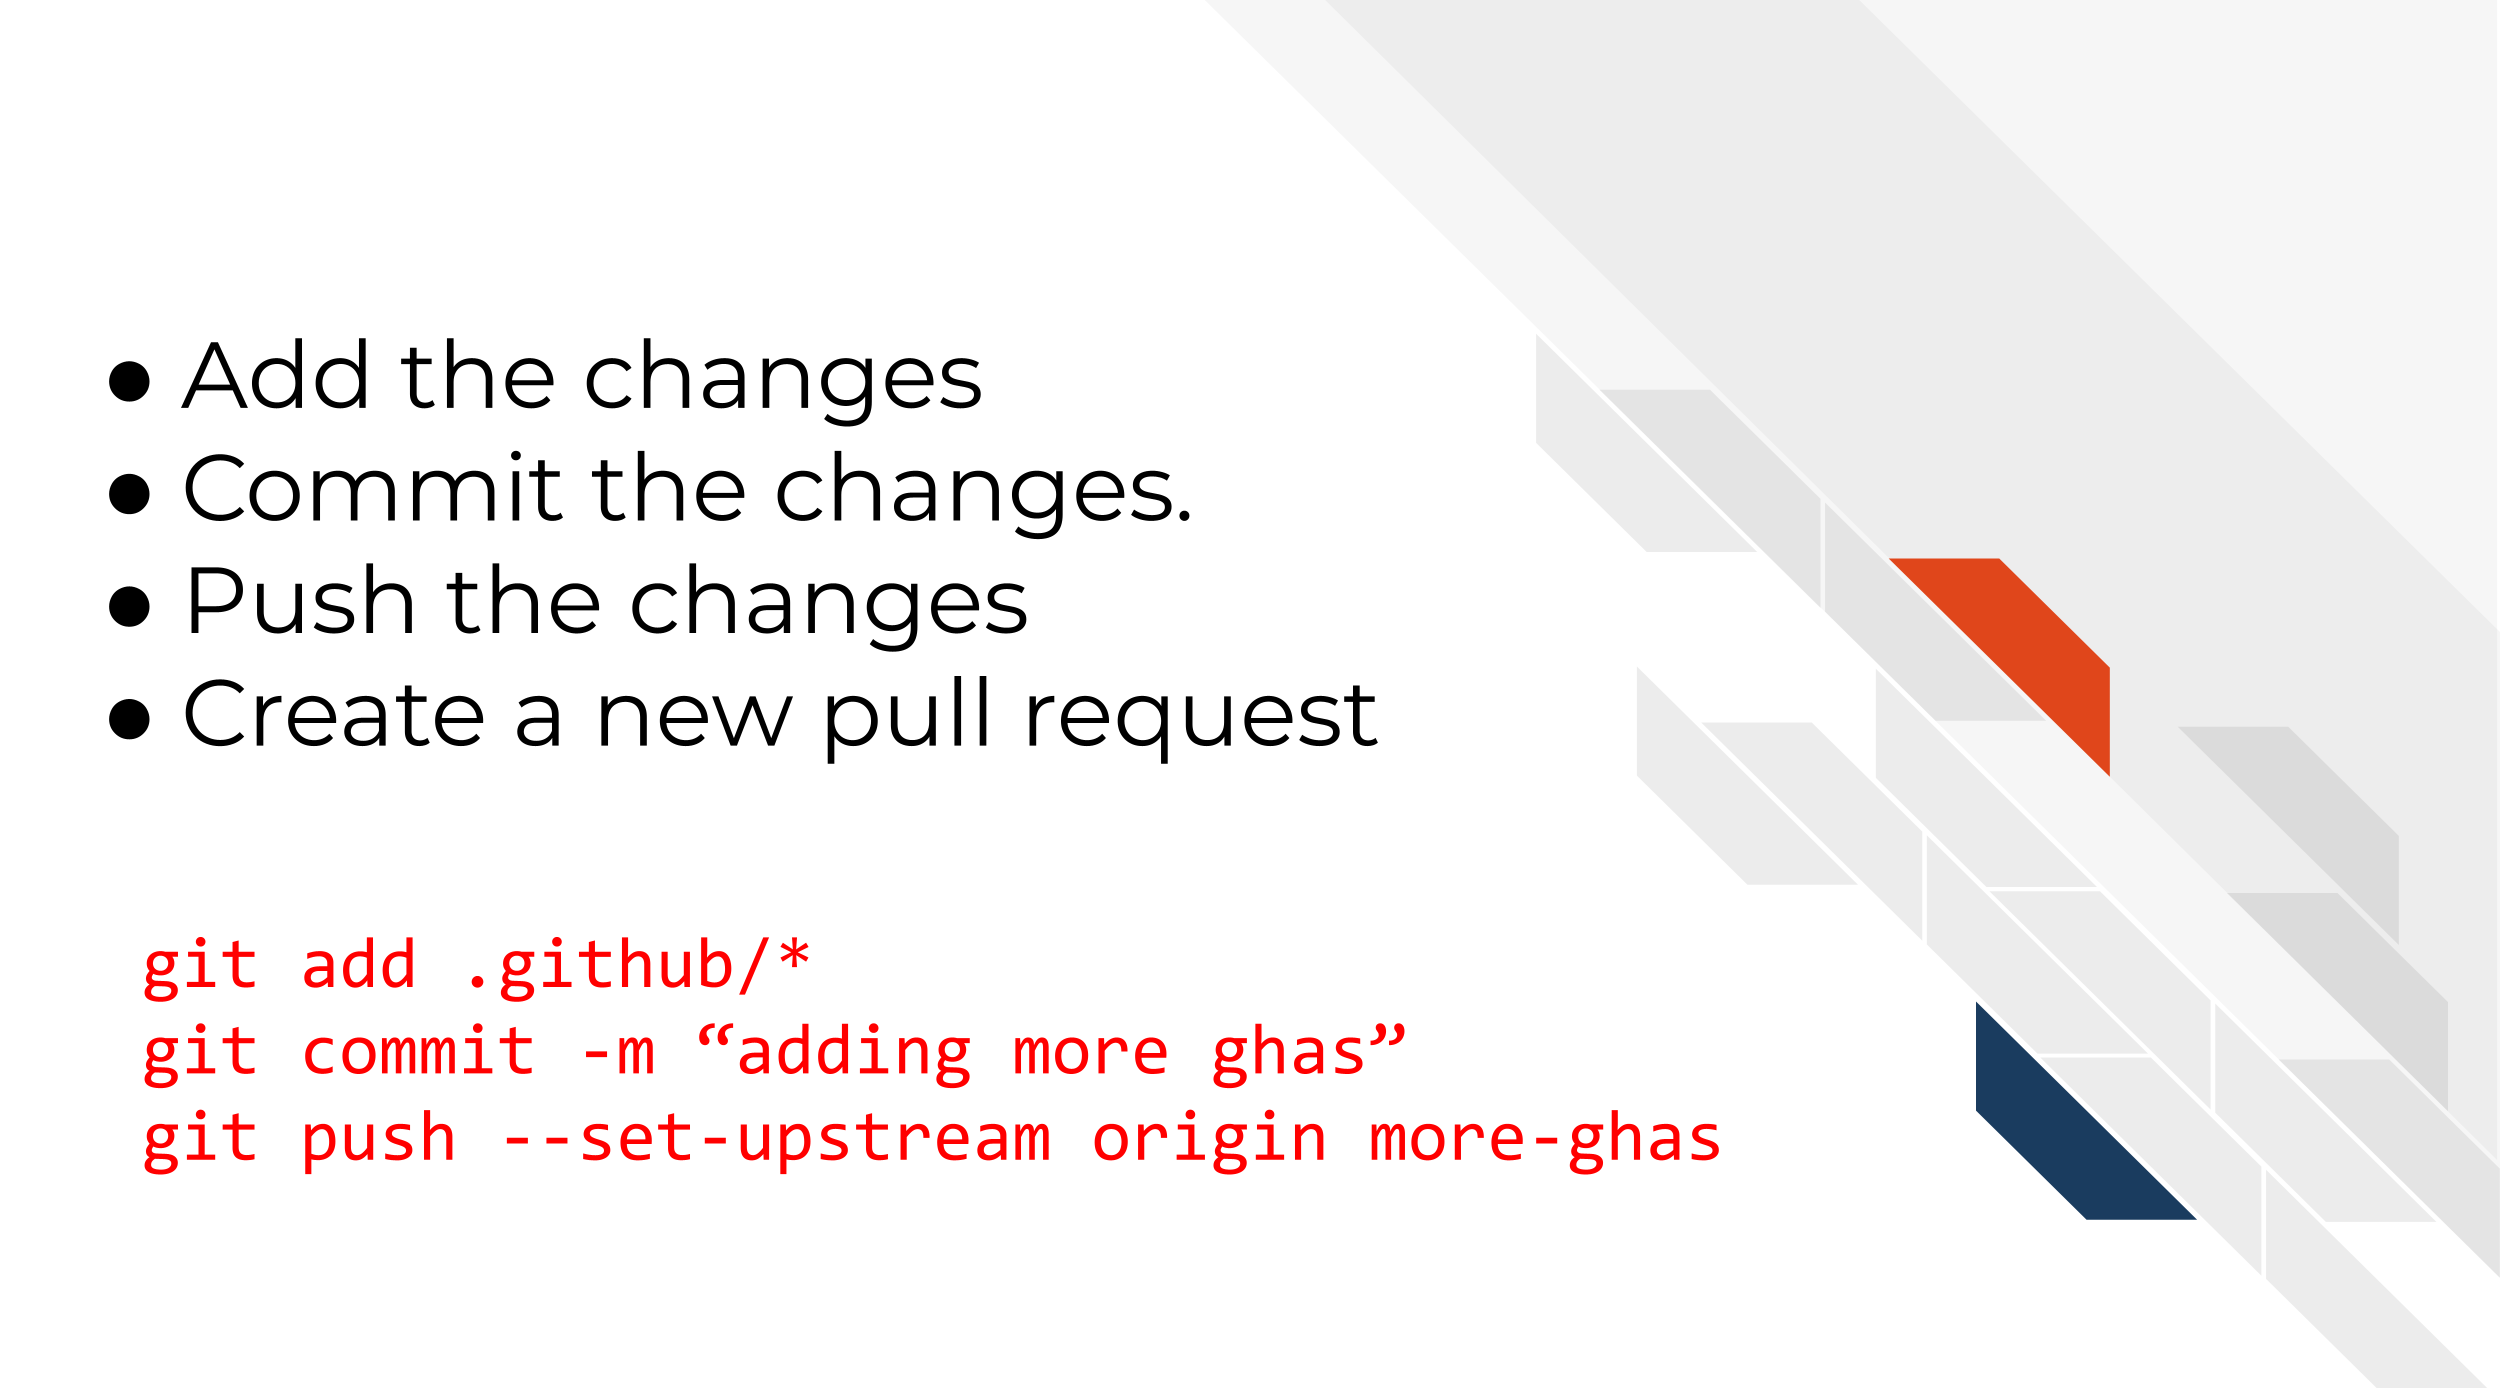 ● Add the changes
● Commit the changes.
● Push the changes
● Create a new pull request
git add .github/*
git commit -m “adding more ghas”
git push --set-upstream origin more-ghas